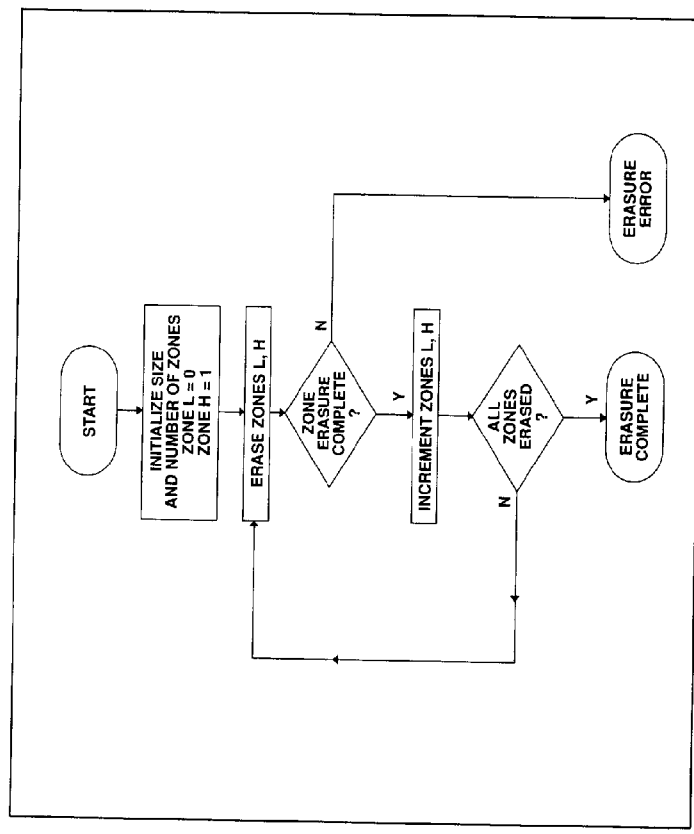 START
INITIALIZE SIZE
AND NUMBER OF ZONES
ZONE L = 0
ZONE H = 1
ERASE ZONES L, H
ZONE
ERASURE
COMPLETE
?
N
Y
INCREMENT ZONES L, H
ALL
ZONES
ERASED
?
N
Y
ERASURE
COMPLETE
ERASURE
ERROR